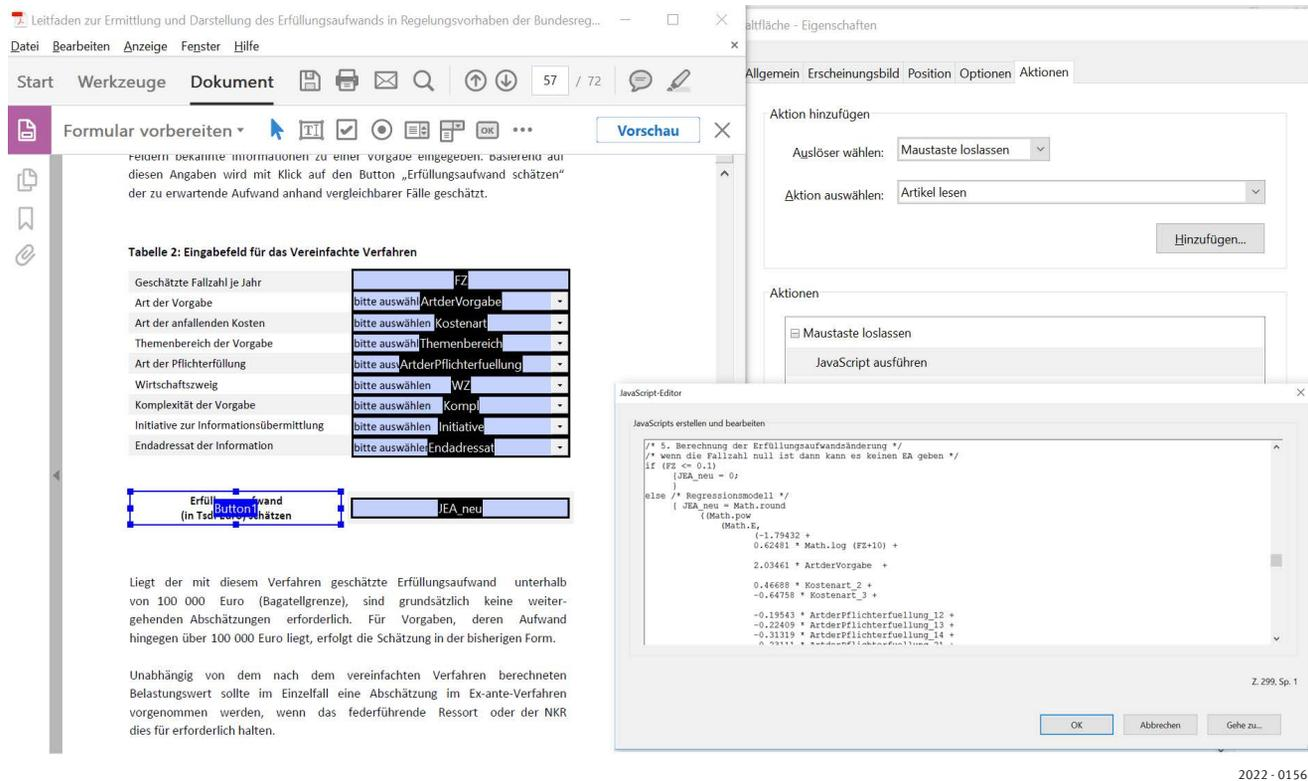 Leitfaden zur Ermittlung und Darstellung des Erfüllungsaufwands in Regelungsvorhaben der Bundesreg...
Datei Bearbeiten Anzeige Fenster Hilfe
Start Werkzeuge Dokument 57 / 72
Formular vorbereiten OK Vorschau
Feldern bekannte Informationen zu einer Vorgabe eingegeben. Basierend auf
diesen Angaben wird mit Klick auf den Button „Erfüllungsaufwand schätzen“
der zu erwartende Aufwand anhand vergleichbarer Fälle geschätzt.
Tabelle 2: Eingabefeld für das Vereinfachte Verfahren
Geschätzte Fallzahl je Jahr FZ
Art der Vorgabe bitte auswähl ArtderVorgabe
Art der anfallenden Kosten bitte auswählen Kostenart
Themenbereich der Vorgabe bitte auswähl Themenbereich
Art der Pflichterfüllung bitte aus ArtderPflichterfuellung
Wirtschaftszweig bitte auswählen WZ
Komplexität der Vorgabe bitte auswählen Kompl
Initiative zur Informationsübermittlung bitte auswählen Initiative
Endadressat der Information bitte auswähle Endadressat
Button1
schätzen
JEA_neu
Liegt der mit diesem Verfahren geschätzte Erfüllungsaufwand unterhalb
von 100 000 Euro (Bagatellgrenze), sind grundsätzlich keine weiter-
gehenden Abschätzungen erforderlich. Für Vorgaben, deren Aufwand
hingegen über 100 000 Euro liegt, erfolgt die Schätzung in der bisherigen Form.
Unabhängig von dem nach dem vereinfachten Verfahren berechneten
Belastungswert sollte im Einzelfall eine Abschätzung im Ex-ante-Verfahren
vorgenommen werden, wenn das federführende Ressort oder der NKR
dies für erforderlich halten.
altfläche - Eigenschaften
Allgemein Erscheinungsbild Position Optionen Aktionen
Aktion hinzufügen
Auslöser wählen: Maustaste loslassen
Aktion auswählen: Artikel lesen
Hinzufügen...
Aktionen
Maustaste loslassen
JavaScript ausführen
JavaScript-Editor
JavaScripts erstellen und bearbeiten
/* 5. Berechnung der Erfüllungsaufwandsänderung */
/* wenn die Fallzahl null ist dann kann es keinen EA geben */
if (FZ <= 0.1)
{JEA_neu = 0;
}
else /* Regressionsmodell */
{ JEA_neu = Math.round
((Math.pow
(Math.E,
(-1.79432 +
0.62481 * Math.log (FZ+10) +
2.03461 * ArtderVorgabe +
0.46688 * Kostenart_2 +
-0.64758 * Kostenart_3 +
-0.19543 * ArtderPflichterfuellung_12 +
-0.22409 * ArtderPflichterfuellung_13 +
-0.31319 * ArtderPflichterfuellung_14 +
Z. 299, Sp. 1
OK Abbrechen Gehe zu...
2022 - 0156